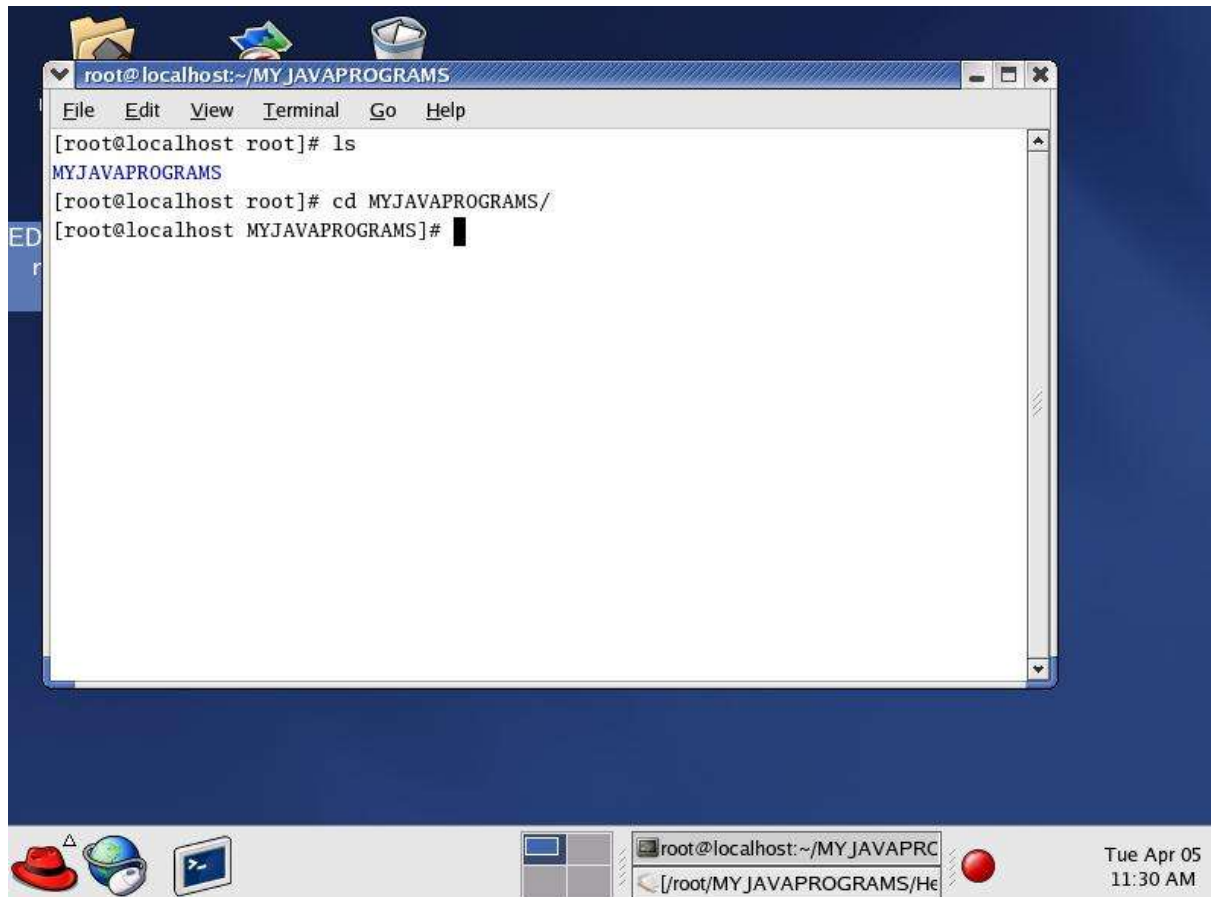 root@localhost:~/MYJAVAPROGRAMS
File Edit View Terminal Go Help
[root@localhost root]# ls
MYJAVAPROGRAMS
[root@localhost root]# cd MYJAVAPROGRAMS/
[root@localhost MYJAVAPROGRAMS]#
ED
r
root@localhost:~/MYJAVAPRC
[/root/MYJAVAPROGRAMS/He
Tue Apr 05
11:30 AM